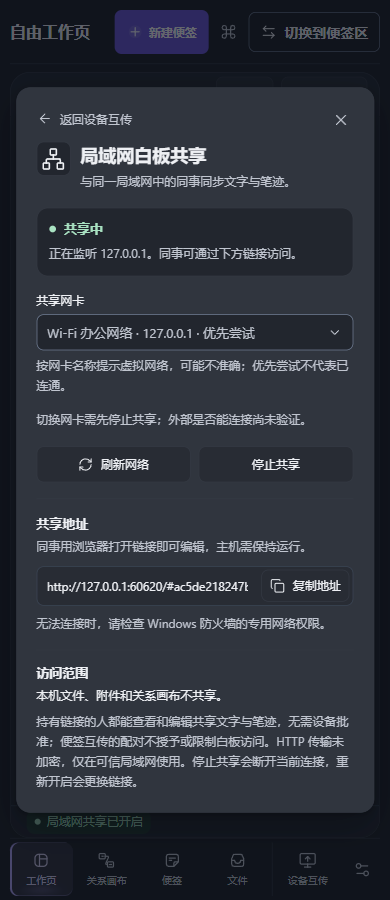 自由工作页
+ 新建便签
⌘
切换到便签区
返回设备互传
局域网白板共享
与同一局域网中的同事同步文字与笔迹。
共享中
正在监听 127.0.0.1。同事可通过下方链接访问。
共享网卡
Wi-Fi 办公网络 · 127.0.0.1 · 优先尝试
按网卡名称提示虚拟网络，可能不准确；优先尝试不代表已
连通。
切换网卡需先停止共享；外部是否能连接尚未验证。
刷新网络
停止共享
共享地址
同事用浏览器打开链接即可编辑，主机需保持运行。
http://127.0.0.1:60620/#ac5de218247b
复制地址
无法连接时，请检查 Windows 防火墙的专用网络权限。
访问范围
本机文件、附件和关系画布不共享。
持有链接的人都能查看和编辑共享文字与笔迹，无需设备批
准；便签互传的配对不授予或限制白板访问。HTTP 传输未
加密，仅在可信局域网使用。停止共享会断开当前连接，重
新开启会更换链接。
局域网共享已开启
工作页
关系画布
便签
文件
设备互传